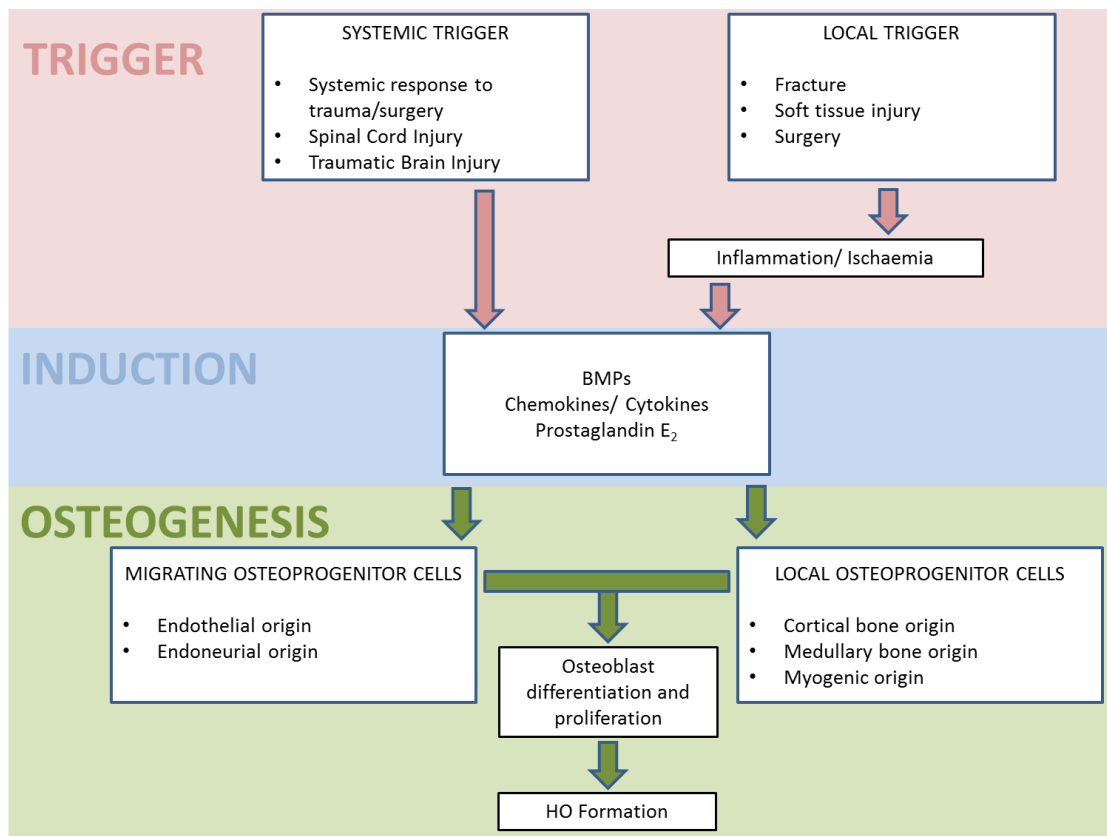 TRIGGER
SYSTEMIC TRIGGER
• Systemic response to
trauma/surgery
• Spinal Cord Injury
• Traumatic Brain Injury
LOCAL TRIGGER
• Fracture
• Soft tissue injury
• Surgery
Inflammation/ Ischaemia
INDUCTION
BMPs
Chemokines/ Cytokines
Prostaglandin E₂
OSTEOGENESIS
MIGRATING OSTEOPROGENITOR CELLS
• Endothelial origin
• Endoneurial origin
LOCAL OSTEOPROGENITOR CELLS
• Cortical bone origin
• Medullary bone origin
• Myogenic origin
Osteoblast
differentiation and
proliferation
HO Formation